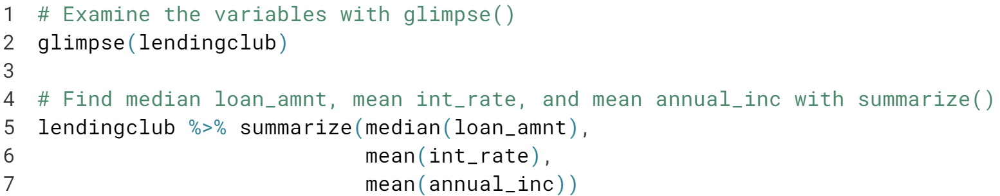 1 # Examine the variables with glimpse()
2 glimpse(lendingclub)
3
4 # Find median loan_amnt, mean int_rate, and mean annual_inc with summarize()
5 lendingclub %>% summarize(median(loan_amnt),
6                           mean(int_rate),
7                           mean(annual_inc))